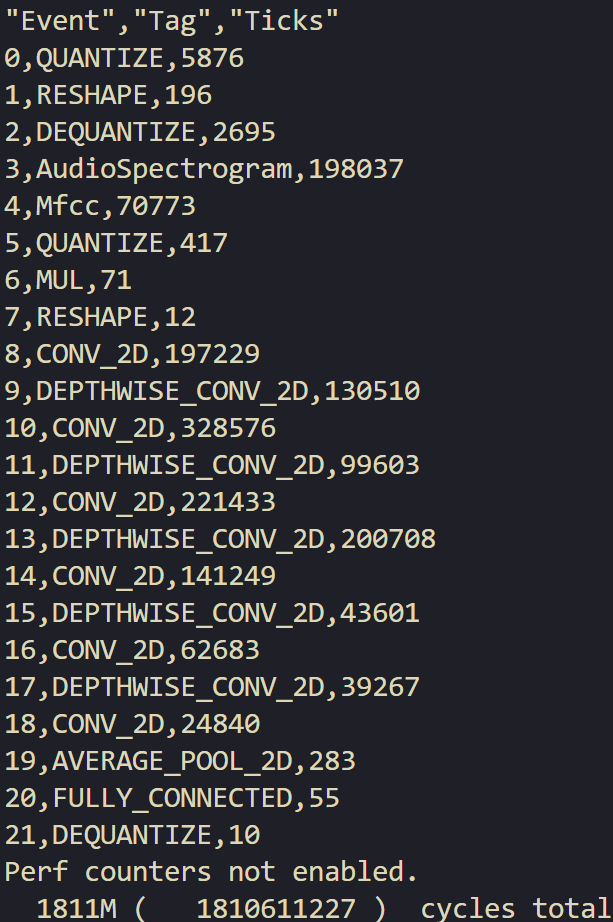 "Event","Tag","Ticks"
0,QUANTIZE,5876
1,RESHAPE,196
2,DEQUANTIZE,2695
3,AudioSpectrogram,198037
4,Mfcc,70773
5,QUANTIZE,417
6,MUL,71
7,RESHAPE,12
8,CONV_2D,197229
9,DEPTHWISE_CONV_2D,130510
10,CONV_2D,328576
11,DEPTHWISE_CONV_2D,99603
12,CONV_2D,221433
13,DEPTHWISE_CONV_2D,200708
14,CONV_2D,141249
15,DEPTHWISE_CONV_2D,43601
16,CONV_2D,62683
17,DEPTHWISE_CONV_2D,39267
18,CONV_2D,24840
19,AVERAGE_POOL_2D,283
20,FULLY_CONNECTED,55
21,DEQUANTIZE,10
Perf counters not enabled.
  1811M (   1810611227 )  cycles total